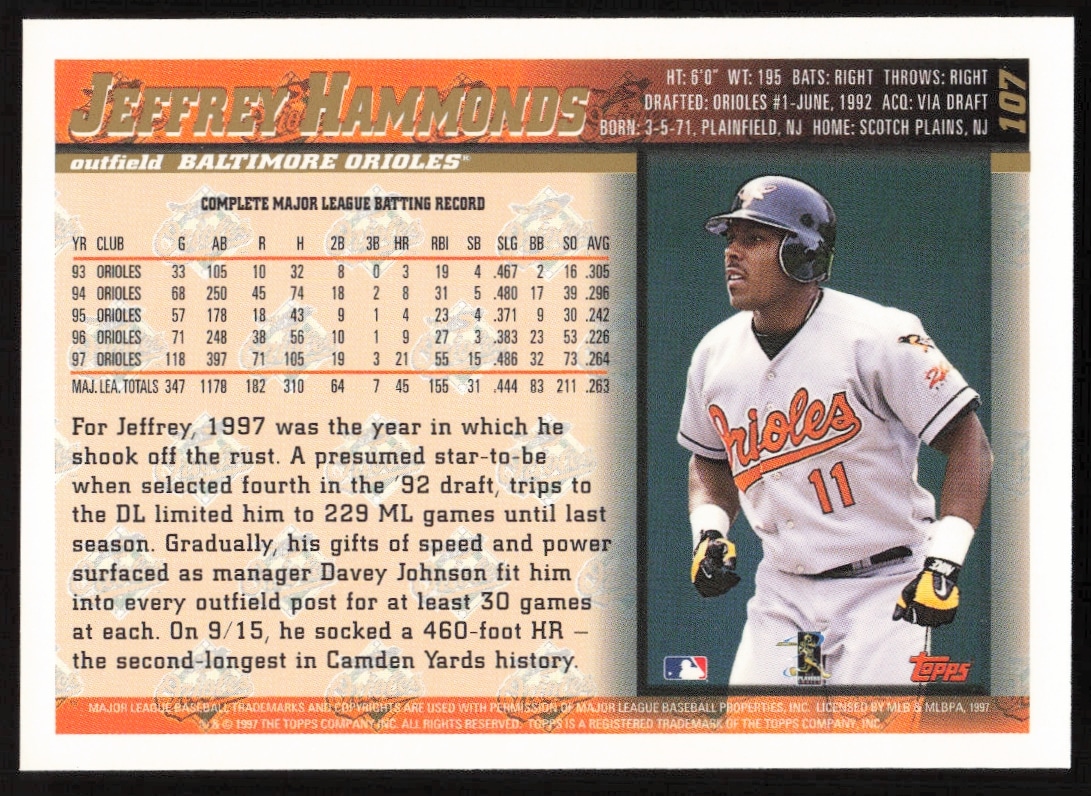 JEFFREY HAMMONDS
HT: 6'0" WT: 195 BATS: RIGHT THROWS: RIGHT
DRAFTED: ORIOLES #1-JUNE, 1992 ACQ: VIA DRAFT
BORN: 3-5-71, PLAINFIELD, NJ HOME: SCOTCH PLAINS, NJ
107
outfield BALTIMORE ORIOLES®
COMPLETE MAJOR LEAGUE BATTING RECORD
YR CLUB G AB R H 2B 3B HR RBI SB SLG BB SO AVG
93 ORIOLES 33 105 10 32 8 0 3 19 4 .467 2 16 .305
94 ORIOLES 68 250 45 74 18 2 8 31 5 .480 17 39 .296
95 ORIOLES 57 178 18 43 9 1 4 23 4 .371 9 30 .242
96 ORIOLES 71 248 38 56 10 1 9 27 3 .383 23 53 .226
97 ORIOLES 118 397 71 105 19 3 21 55 15 .486 32 73 .264
MAJ. LEA. TOTALS 347 1178 182 310 64 7 45 155 31 .444 83 211 .263
For Jeffrey, 1997 was the year in which he
shook off the rust. A presumed star-to-be
when selected fourth in the '92 draft, trips to
the DL limited him to 229 ML games until last
season. Gradually, his gifts of speed and power
surfaced as manager Davey Johnson fit him
into every outfield post for at least 30 games
at each. On 9/15, he socked a 460-foot HR –
the second-longest in Camden Yards history.
Orioles
11
Topps
MAJOR LEAGUE BASEBALL TRADEMARKS AND COPYRIGHTS ARE USED WITH PERMISSION OF MAJOR LEAGUE BASEBALL PROPERTIES, INC. LICENSED BY MLB & MLBPA, 1997
® & © 1997 THE TOPPS COMPANY, INC. ALL RIGHTS RESERVED. TOPPS IS A REGISTERED TRADEMARK OF THE TOPPS COMPANY, INC.